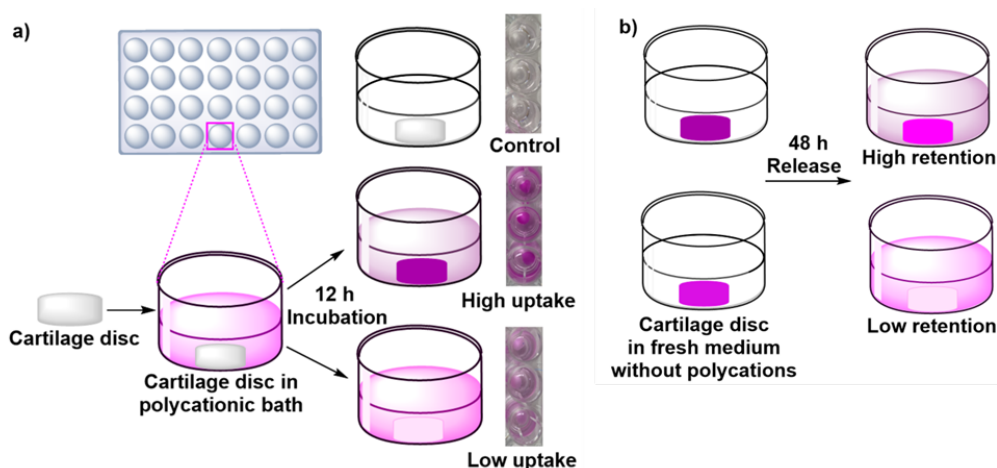 a)
Control
High uptake
12 h
Incubation
Cartilage disc
Cartilage disc in
polycationic bath
Low uptake
b)
48 h
Release
High retention
Cartilage disc
in fresh medium
without polycations
Low retention